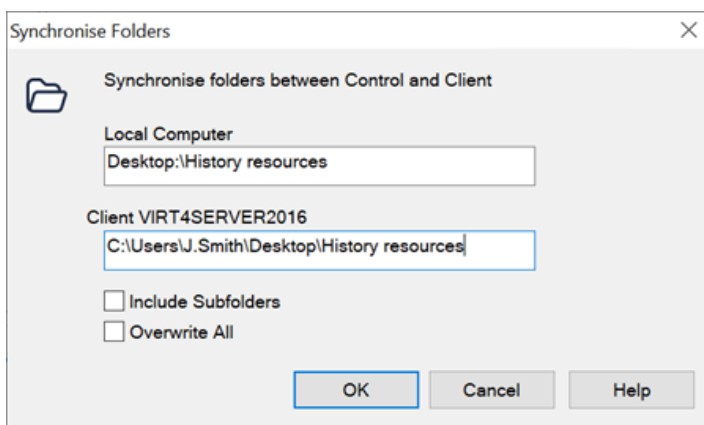 Synchronise Folders
Synchronise folders between Control and Client
Local Computer
Desktop:\History resources
Client VIRT4SERVER2016
C:\Users\J.Smith\Desktop\History resources
Include Subfolders
Overwrite All
OK Cancel Help